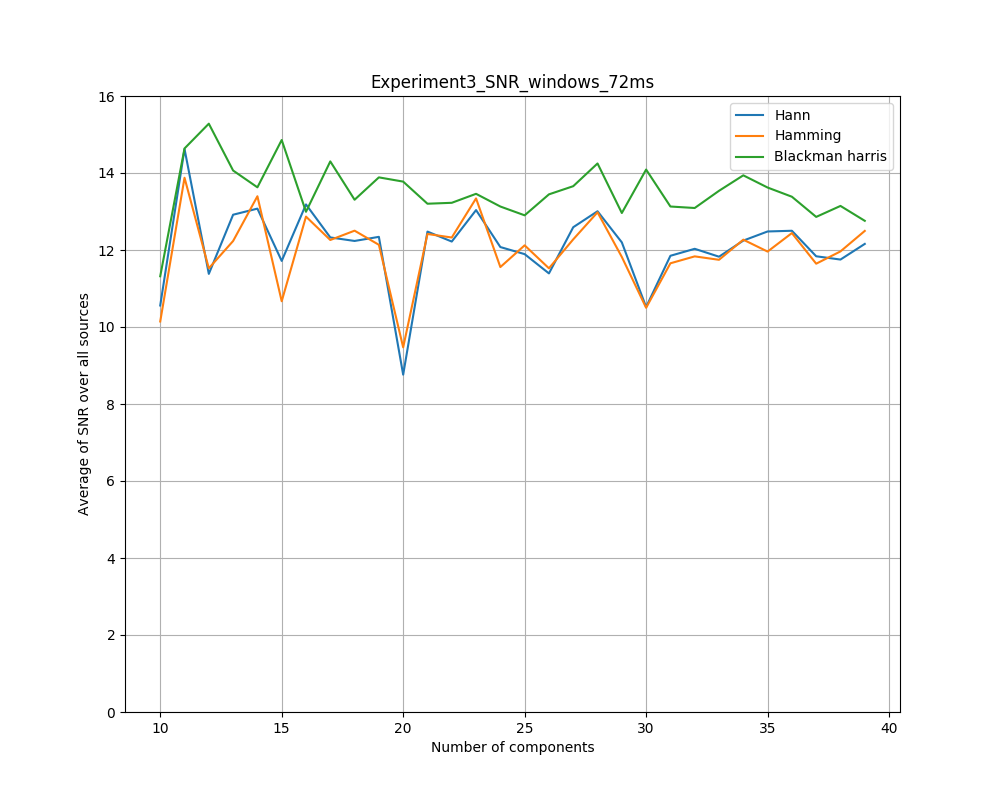 Experiment3_SNR_windows_72ms
Hann
Hamming
Blackman harris
Average of SNR over all sources
16
14
12
10
8
6
4
2
0
10 15 20 25 30 35 40
Number of components